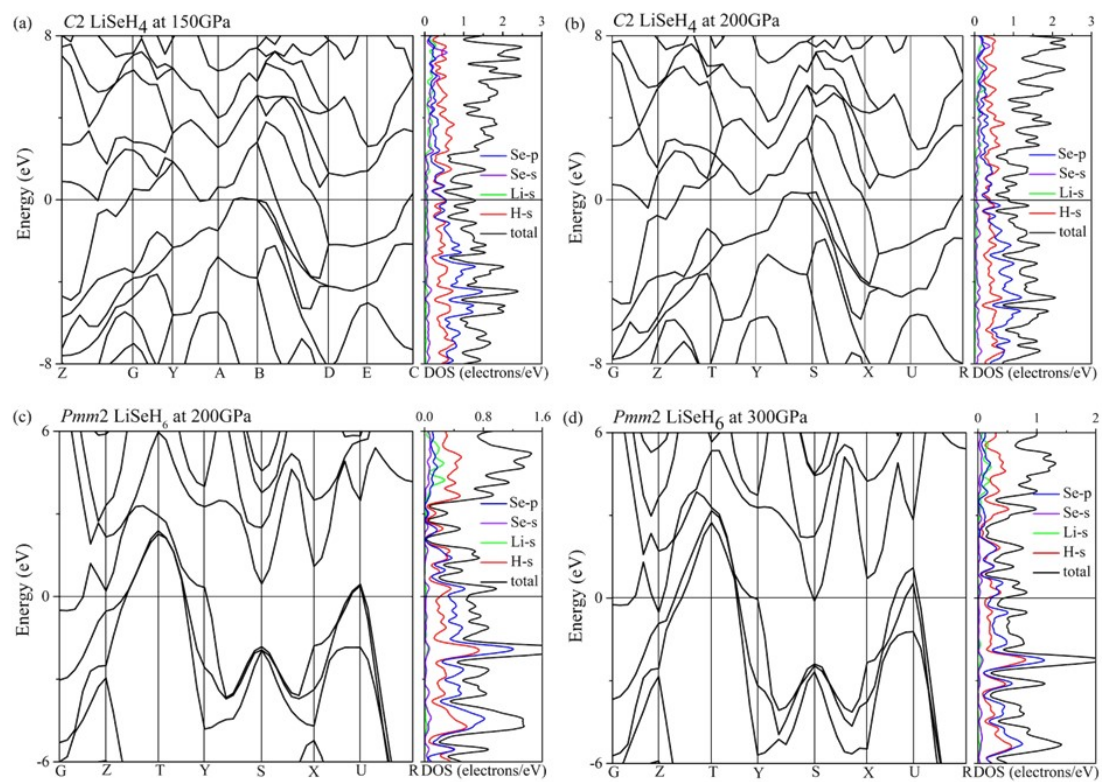 (a) C2 LiSeH4 at 150GPa
0 1 2 3
8
Energy (eV)
0
-8
Se-p
Se-s
Li-s
H-s
total
Z G Y A B D E C DOS (electrons/eV)
(b) C2 LiSeH4 at 200GPa
0 1 2 3
8
Energy (eV)
0
-8
Se-p
Se-s
Li-s
H-s
total
G Z T Y S X U R DOS (electrons/eV)
(c) Pmm2 LiSeH6 at 200GPa
0.0 0.8 1.6
6
Energy (eV)
0
-6
Se-p
Se-s
Li-s
H-s
total
G Z T Y S X U R DOS (electrons/eV)
(d) Pmm2 LiSeH6 at 300GPa
0 1 2
6
Energy (eV)
0
-6
Se-p
Se-s
Li-s
H-s
total
G Z T Y S X U R DOS (electrons/eV)